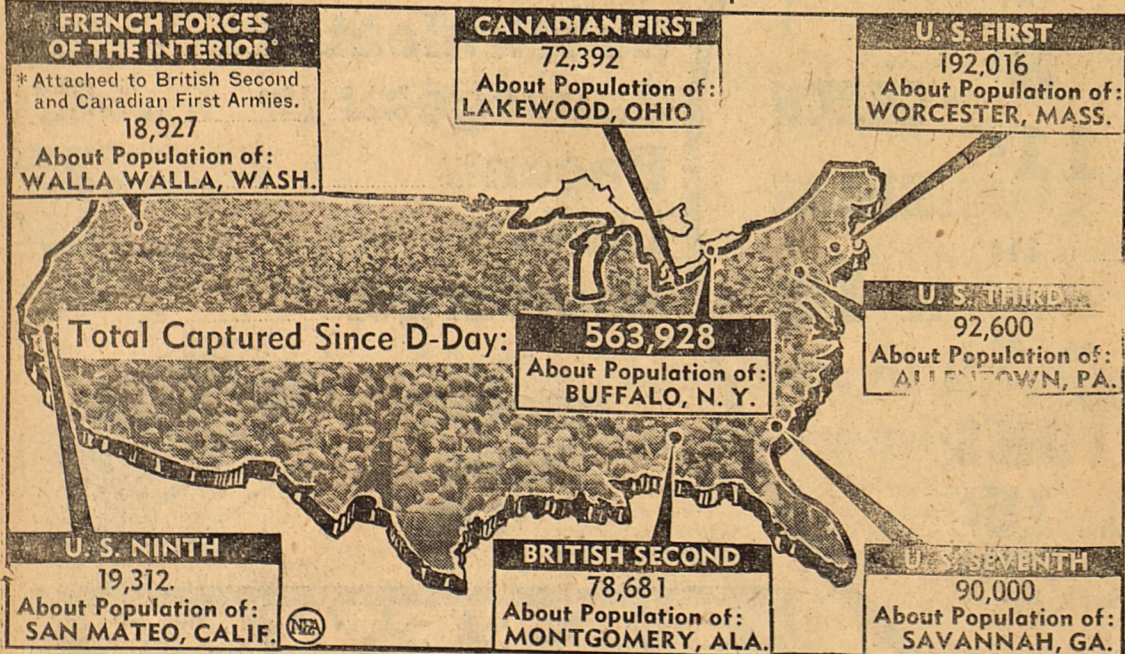 FRENCH FORCES
OF THE INTERIOR*
* Attached to British Second
and Canadian First Armies.
18,927
About Population of:
WALLA WALLA, WASH.
CANADIAN FIRST
72,392
About Population of:
LAKEWOOD, OHIO
U. S. FIRST
192,016
About Population of:
WORCESTER, MASS.
Total Captured Since D-Day:
563,928
About Population of:
BUFFALO, N. Y.
U. S. THIRD
92,600
About Population of:
ALLENTOWN, PA.
U. S. NINTH
19,312.
About Population of:
SAN MATEO, CALIF.
NEA
BRITISH SECOND
78,681
About Population of:
MONTGOMERY, ALA.
U. S. SEVENTH
90,000
About Population of:
SAVANNAH, GA.